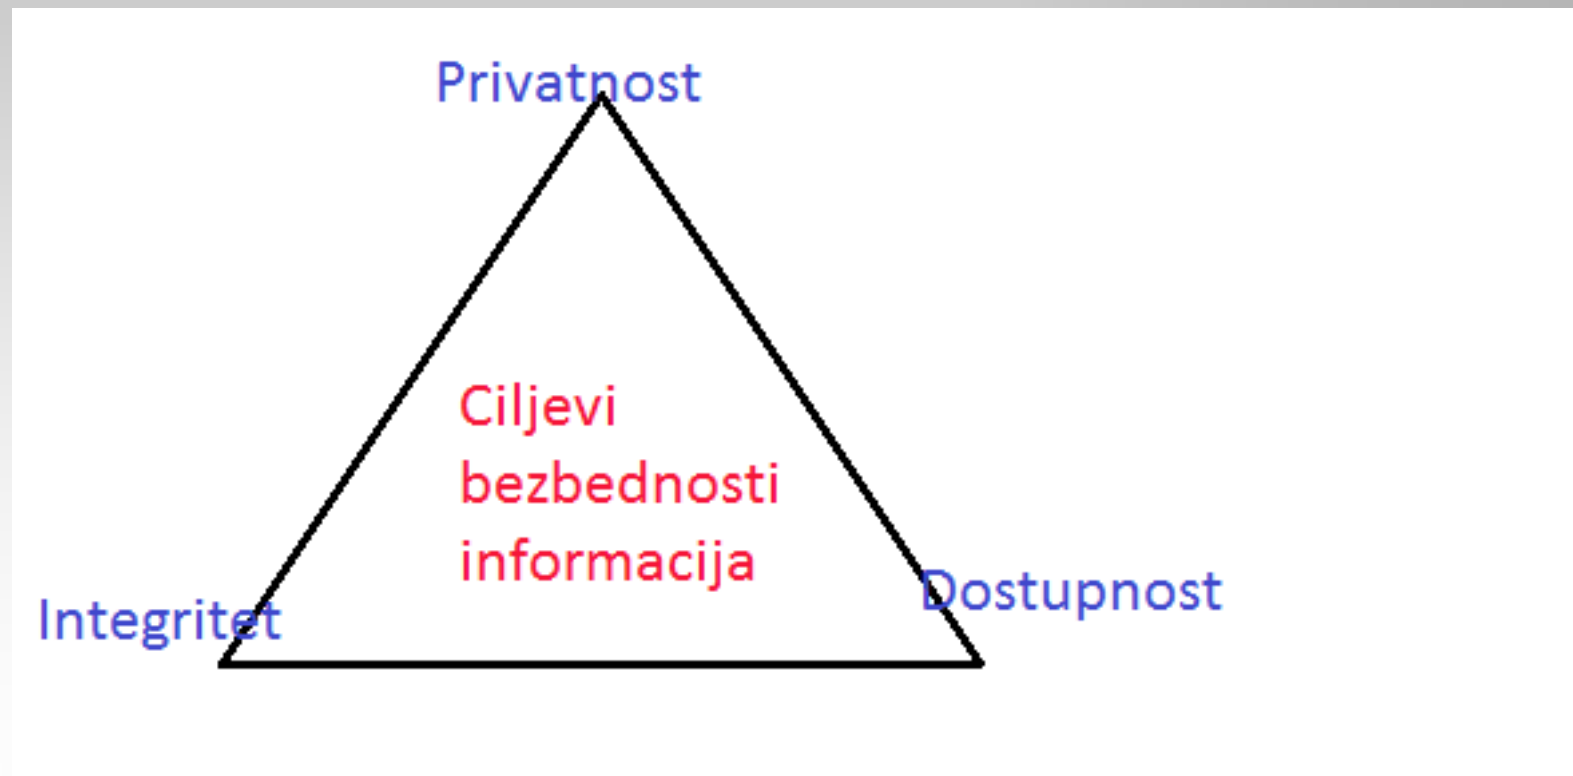 Privatnost
Ciljevi
bezbednosti
informacija
Integritet
Dostupnost